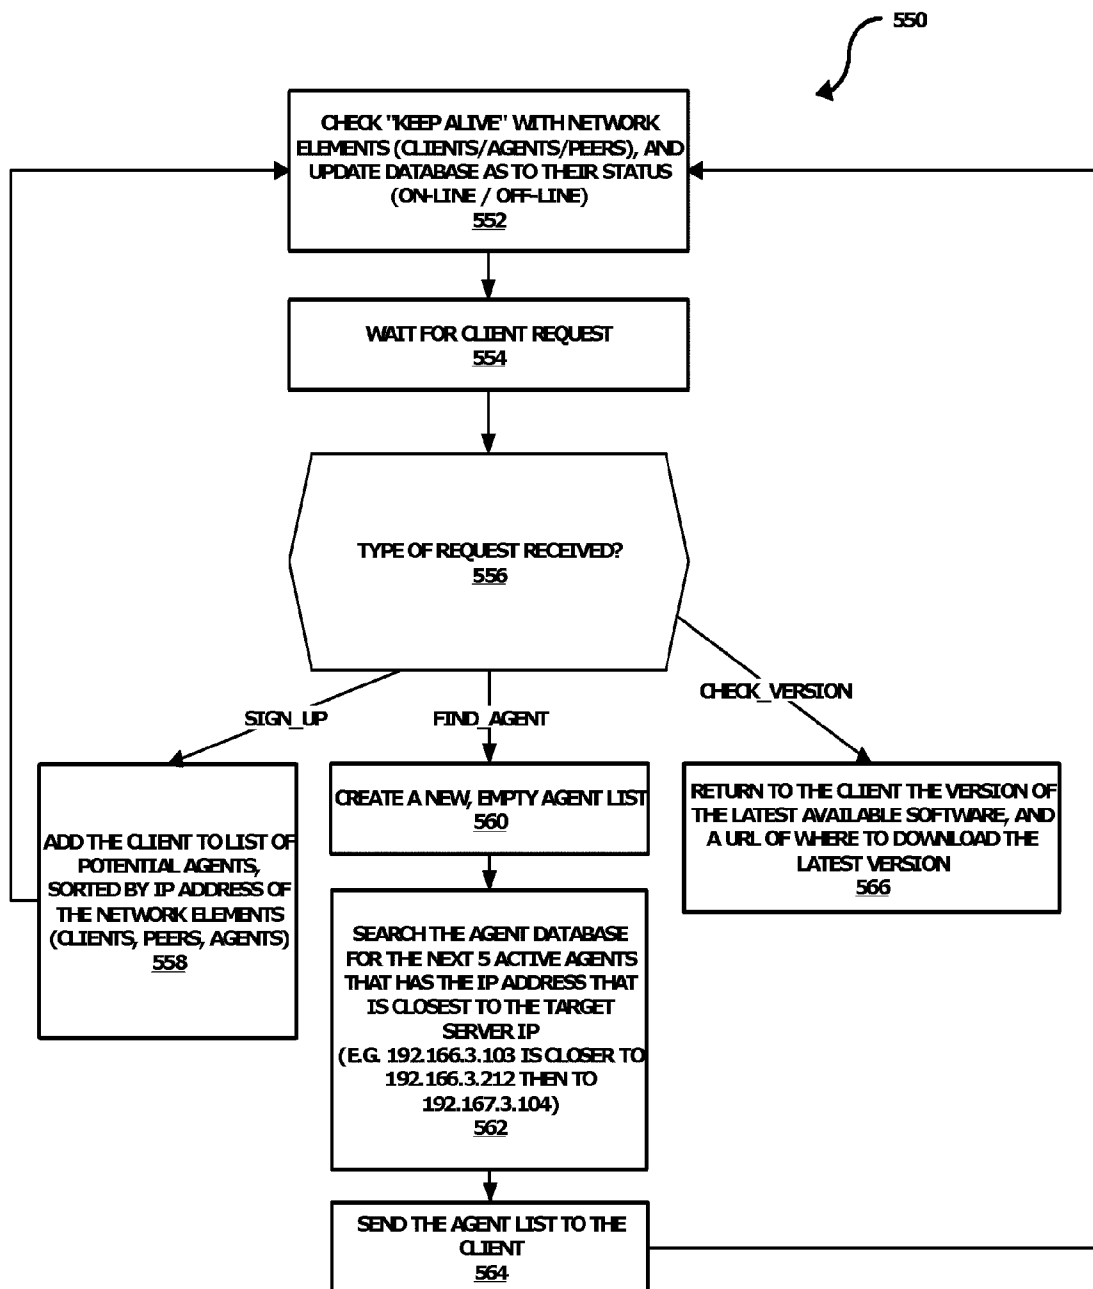 550
CHECK "KEEP ALIVE" WITH NETWORK
ELEMENTS (CLIENTS/AGENTS/PEERS), AND
UPDATE DATABASE AS TO THEIR STATUS
(ON-LINE / OFF-LINE)
552
WAIT FOR CLIENT REQUEST
554
TYPE OF REQUEST RECEIVED?
556
SIGN_UP
FIND_AGENT
CHECK_VERSION
ADD THE CLIENT TO LIST OF
POTENTIAL AGENTS,
SORTED BY IP ADDRESS OF
THE NETWORK ELEMENTS
(CLIENTS, PEERS, AGENTS)
558
CREATE A NEW, EMPTY AGENT LIST
560
RETURN TO THE CLIENT THE VERSION OF
THE LATEST AVAILABLE SOFTWARE, AND
A URL OF WHERE TO DOWNLOAD THE
LATEST VERSION
566
SEARCH THE AGENT DATABASE
FOR THE NEXT 5 ACTIVE AGENTS
THAT HAS THE IP ADDRESS THAT
IS CLOSEST TO THE TARGET
SERVER IP
(E.G. 192.166.3.103 IS CLOSER TO
192.166.3.212 THEN TO
192.167.3.104)
562
SEND THE AGENT LIST TO THE
CLIENT
564